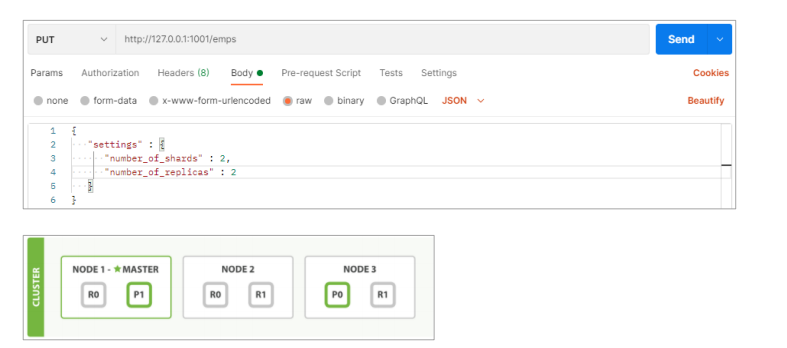 PUT http://127.0.0.1:1001/emps Send
Params Authorization Headers (8) Body Pre-request Script Tests Settings Cookies
none form-data x-www-form-urlencoded raw binary GraphQL JSON Beautify
1 {
2 "settings" : {
3 "number_of_shards" : 2,
4 "number_of_replicas" : 2
5 }
6 }
CLUSTER
NODE 1 - ★ MASTER NODE 2 NODE 3
R0 P1 R0 R1 P0 R1